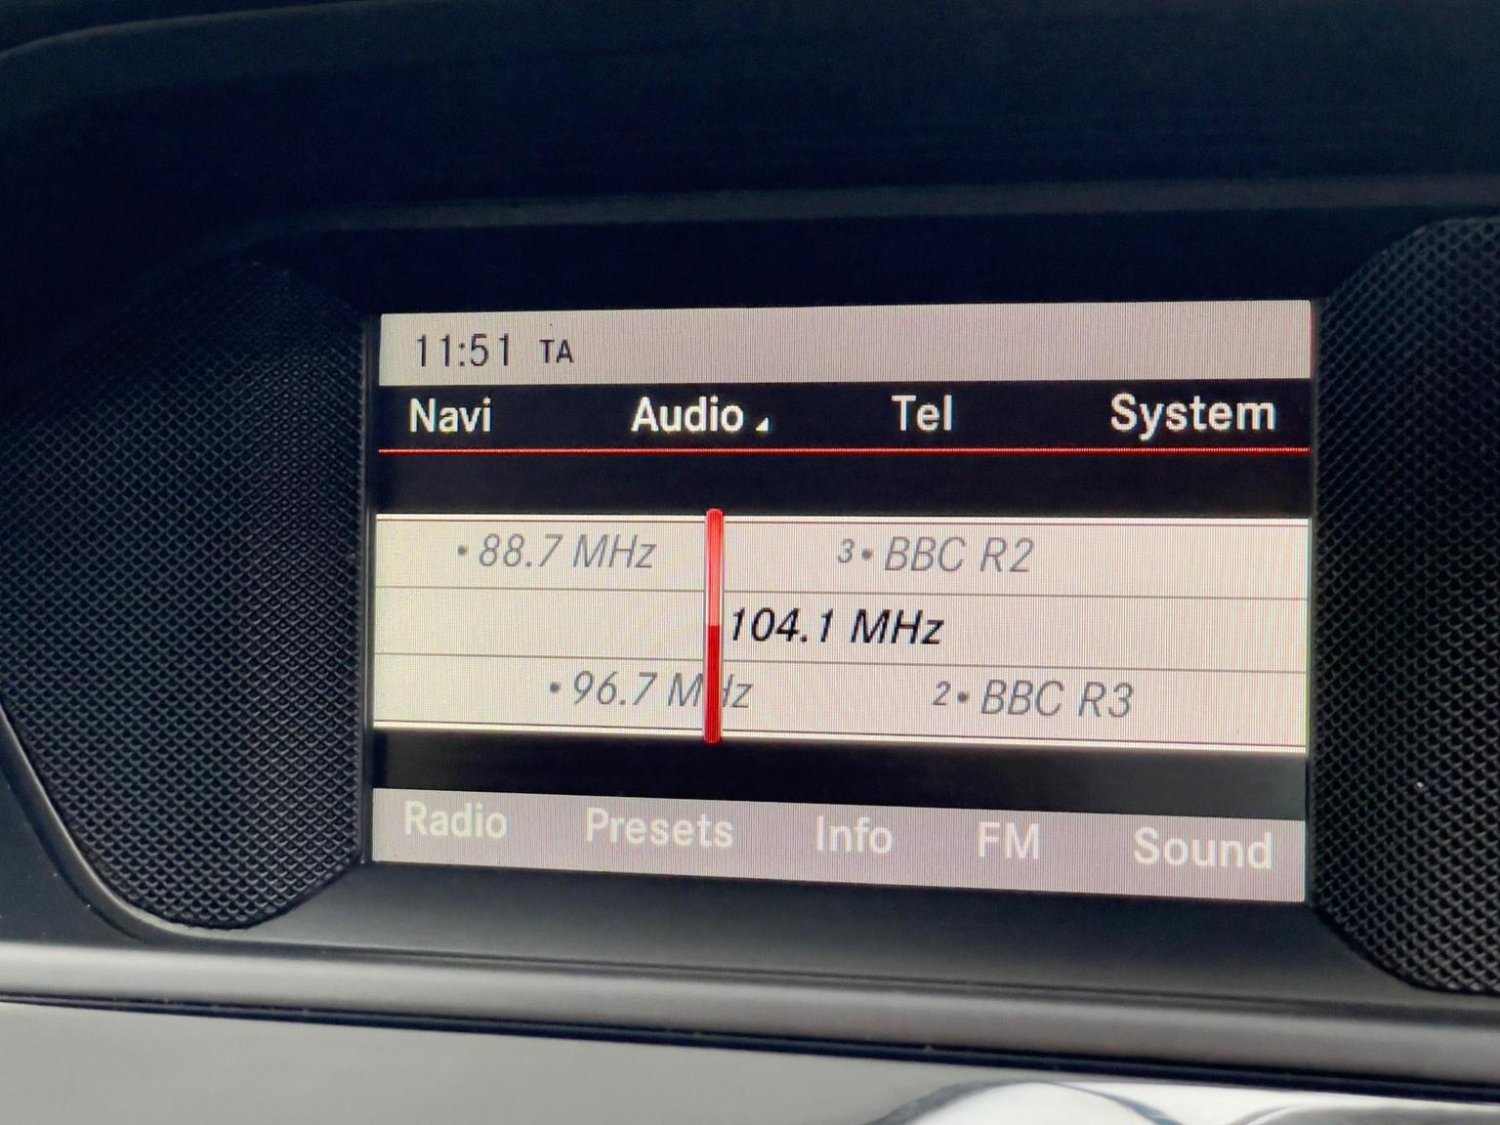 11:51 TA
Navi Audio Tel System
• 88.7 MHz 3• BBC R2
104.1 MHz
• 96.7 MHz 2• BBC R3
Radio Presets Info FM Sound